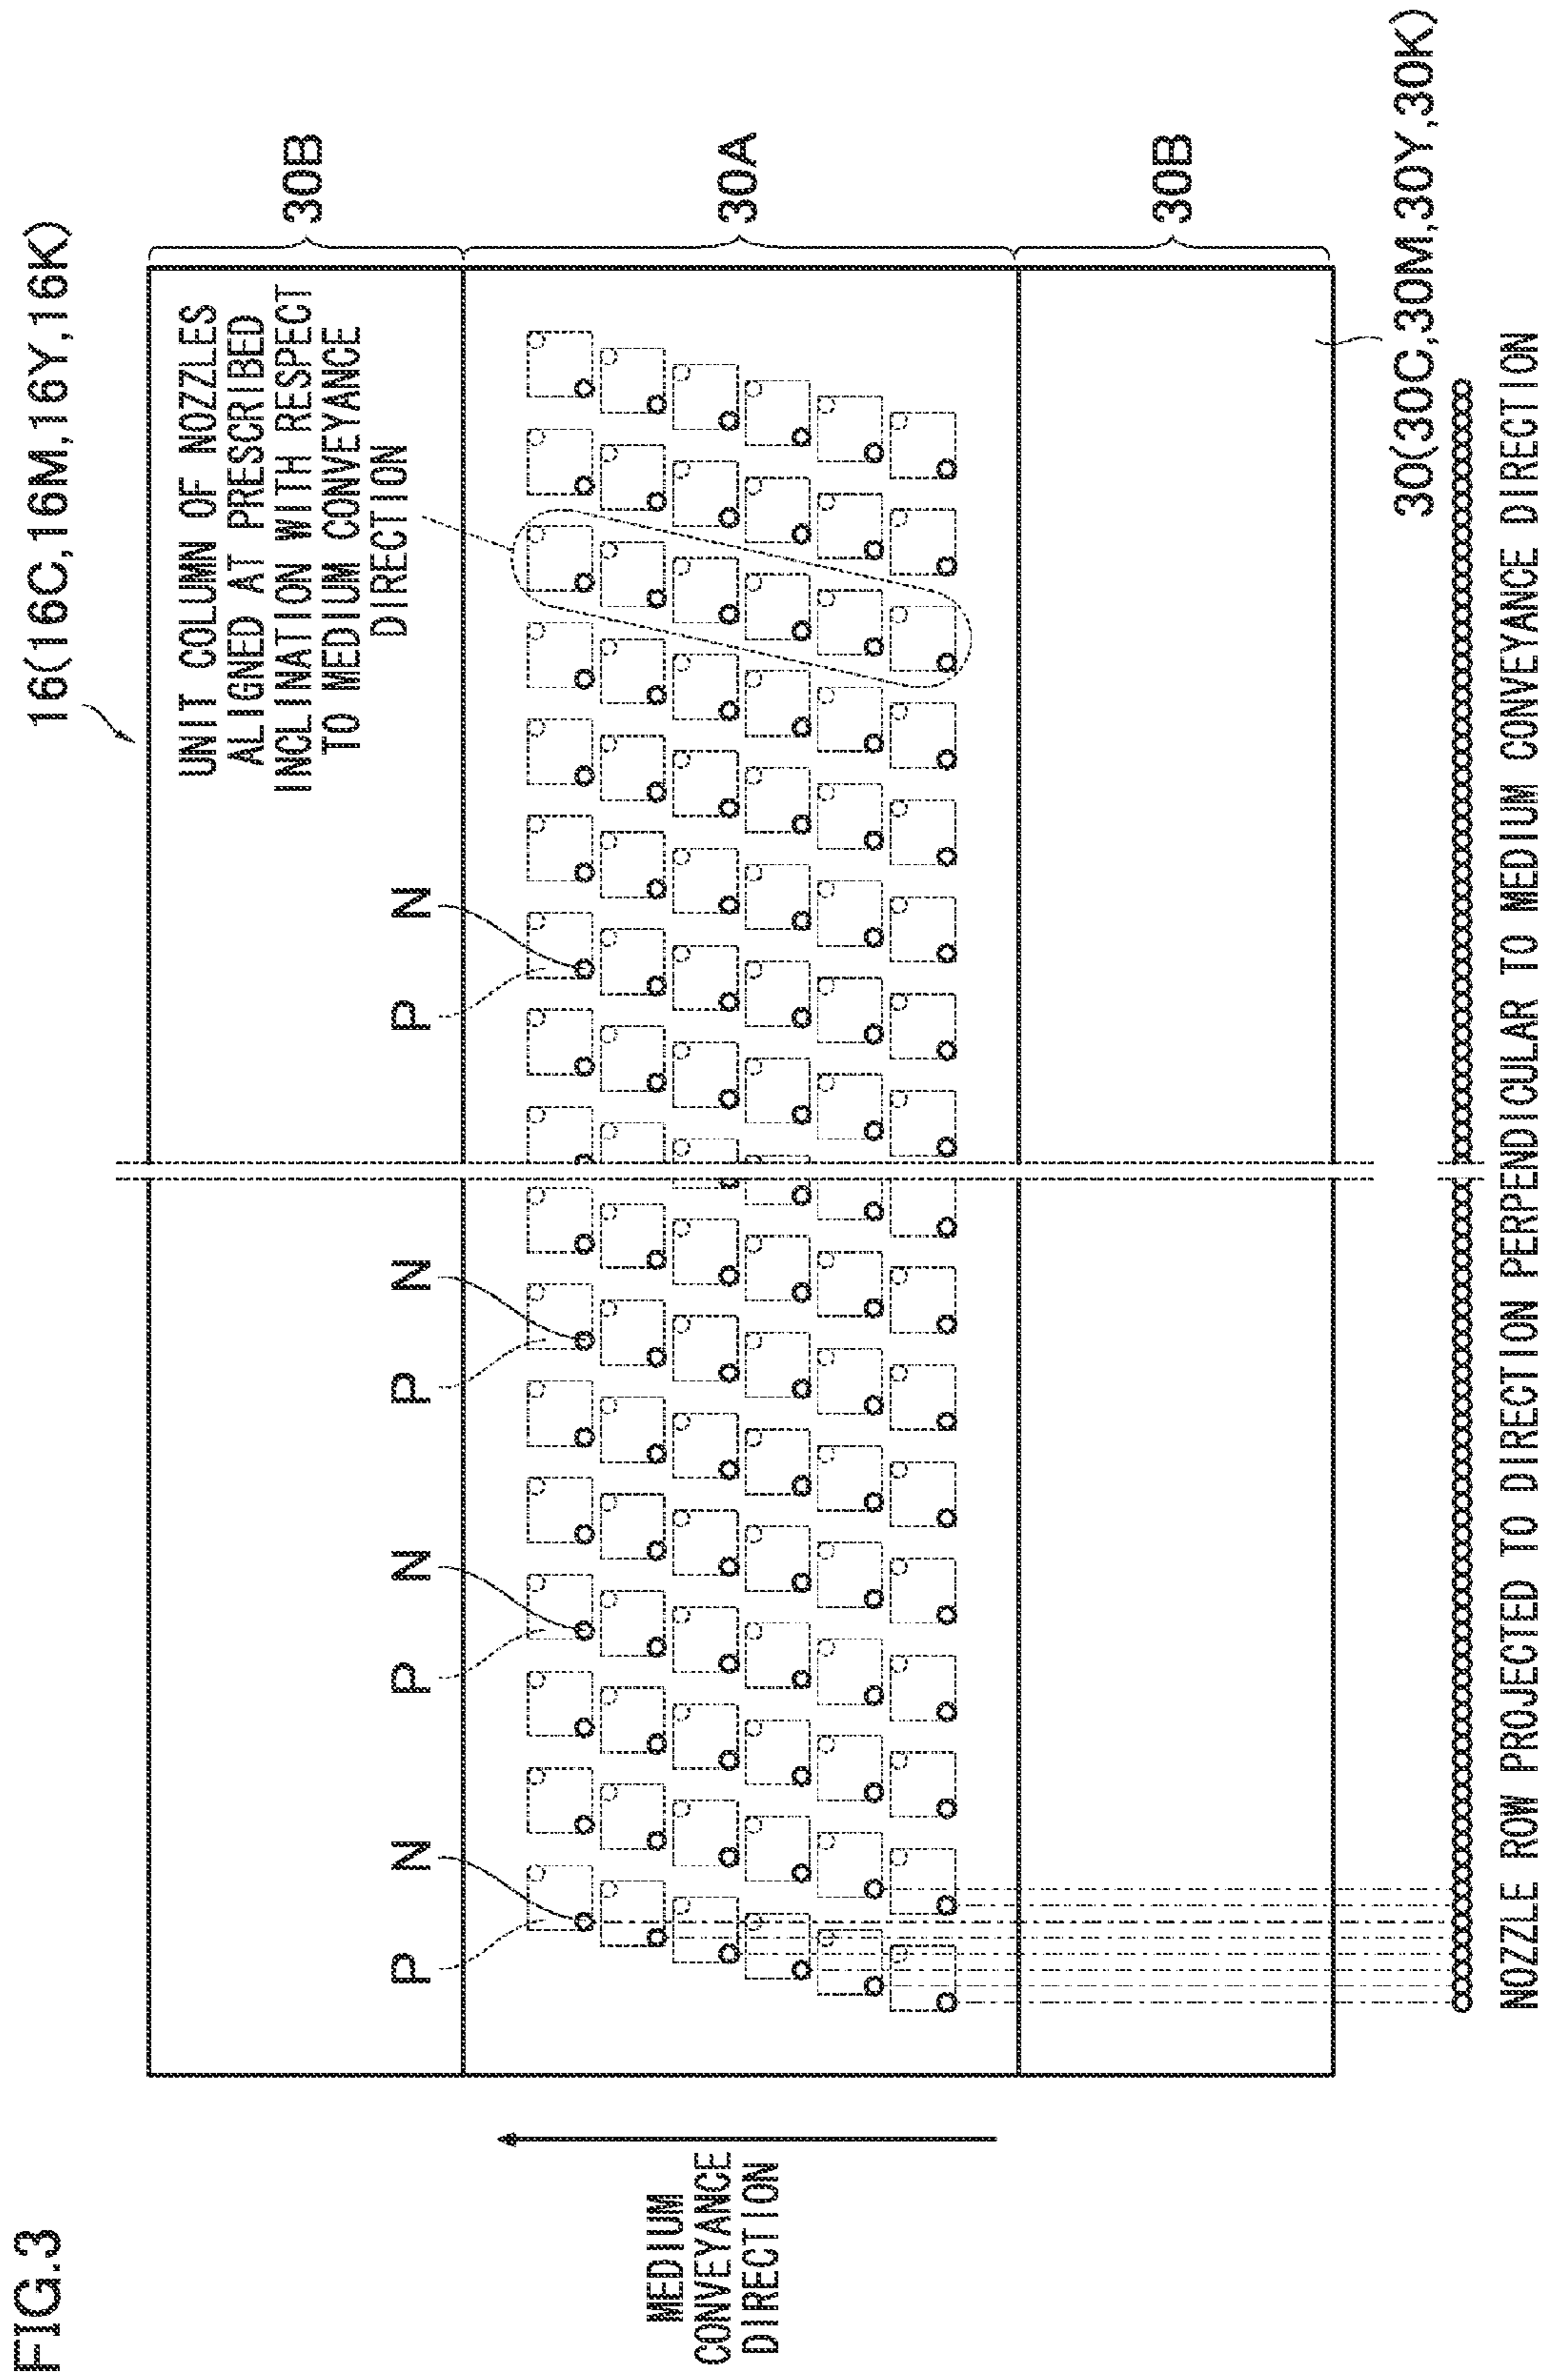 FIG.3
16(16C,16M,16Y,16K)
UNIT COLUMN OF NOZZLES
ALIGNED AT PRESCRIBED
INCLINATION WITH RESPECT
TO MEDIUM CONVEYANCE
DIRECTION
30B
30A
30B
P
N
P
N
P
N
P
N
MEDIUM
CONVEYANCE
DIRECTION
30(30C,30M,30Y,30K)
NOZZLE ROW PROJECTED TO DIRECTION PERPENDICULAR TO MEDIUM CONVEYANCE DIRECTION